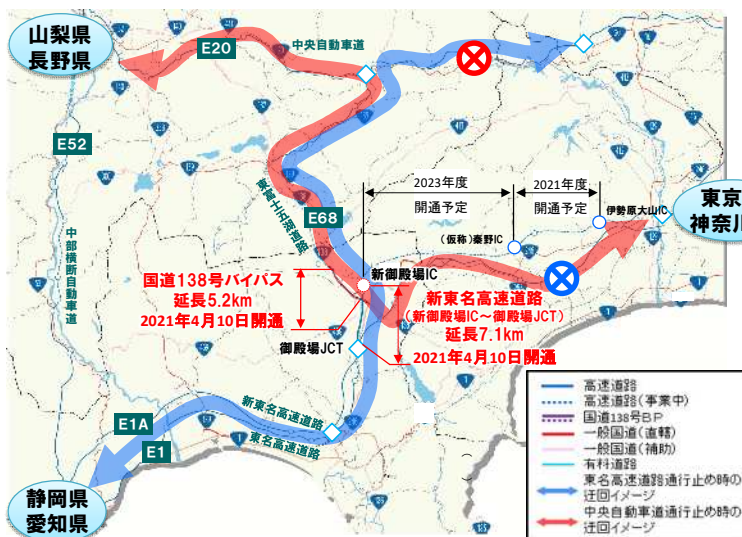 山梨県
長野県
E20
中央自動車道
E52
中部横断自動車道
東富士五湖道路
E68
2023年度
開通予定
2021年度
開通予定
伊勢原大山IC
(仮称)秦野IC
東京
神奈川
新御殿場IC
国道138号バイパス
延長5.2km
2021年4月10日開通
新東名高速道路
(新御殿場IC~御殿場JCT)
延長7.1km
2021年4月10日開通
御殿場JCT
新東名高速道路
東名高速道路
E1A
E1
静岡県
愛知県
高速道路
高速道路(事業中)
国道138号BP
一般国道(直轄)
一般国道(補助)
有料道路
東名高速道路通行止め時の
迂回イメージ
中央自動車道通行止め時の
迂回イメージ